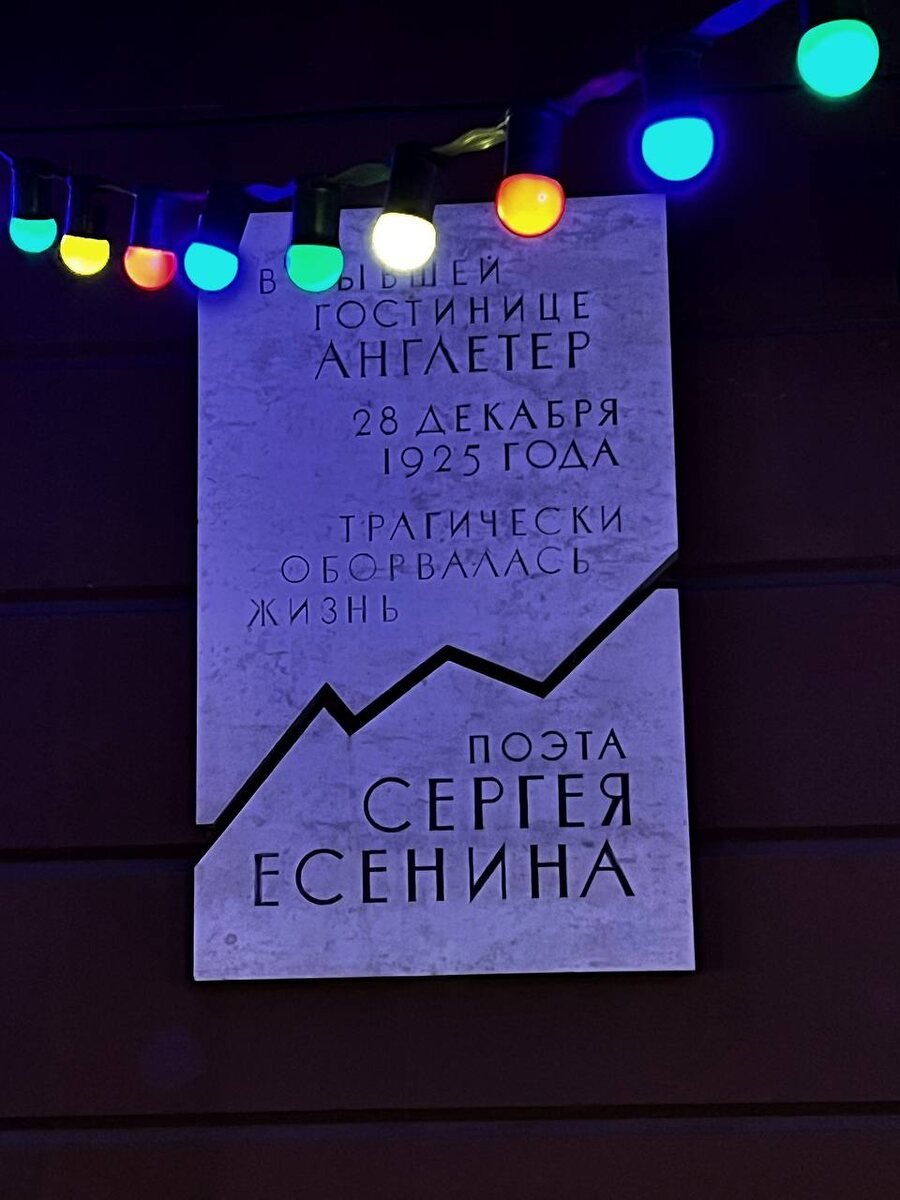 В БЫВШЕЙ
ГОСТИНИЦЕ
АНГЛЕТЕР
28 ДЕКАБРЯ
1925 ГОДА
ТРАГИЧЕСКИ
ОБОРВАЛАСЬ
ЖИЗНЬ
ПОЭТА
СЕРГЕЯ
ЕСЕНИНА